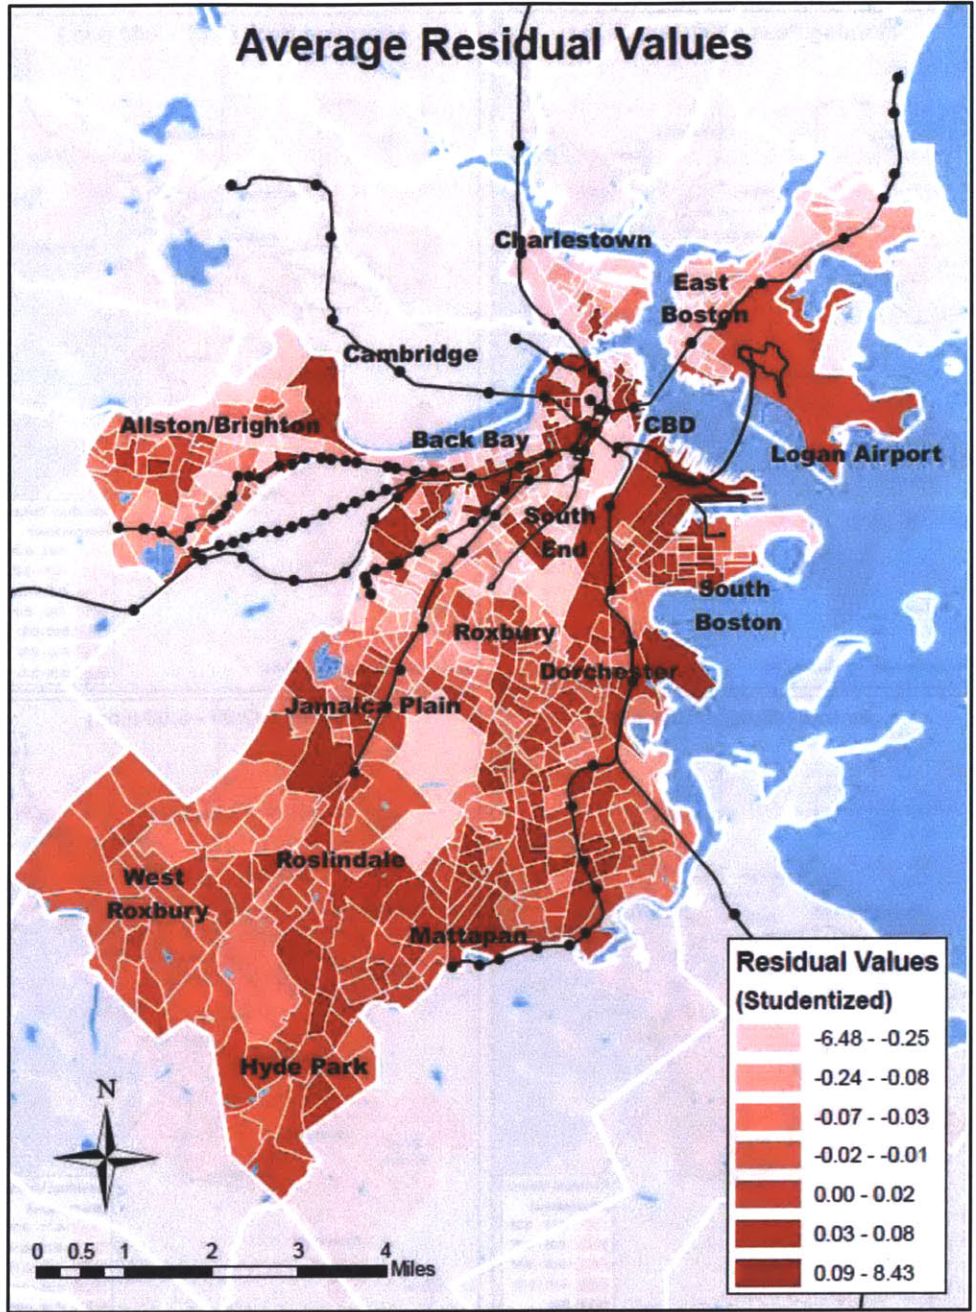 Average Residual Values
Charlestown
East
Boston
Cambridge
Allston/Brighton
Back Bay
CBD
Logan Airport
South
End
South
Boston
Roxbury
Dorchester
Jamaica Plain
Roslindale
West
Roxbury
Mattapan
Hyde Park
N
0 0.5 1 2 3 4
Miles
Residual Values
(Studentized)
-6.48 - -0.25
-0.24 - -0.08
-0.07 - -0.03
-0.02 - -0.01
0.00 - 0.02
0.03 - 0.08
0.09 - 8.43